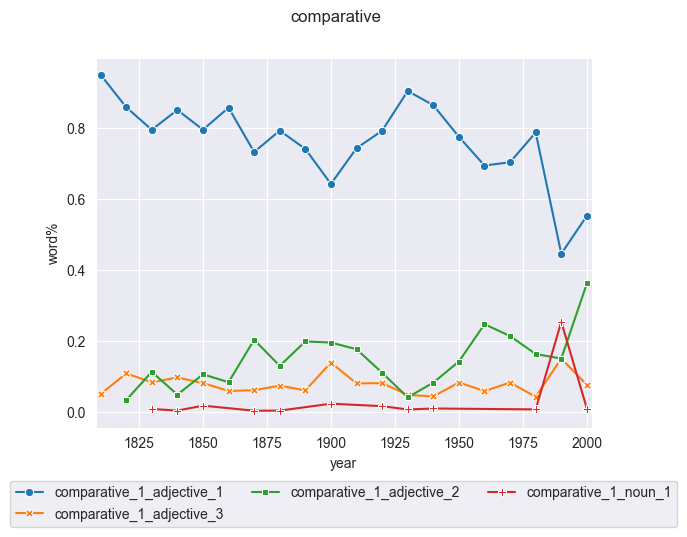 comparative
word%
0.8
0.6
0.4
0.2
0.0
1825 1850 1875 1900 1925 1950 1975 2000
year
comparative_1_adjective_1 comparative_1_adjective_2 comparative_1_noun_1
comparative_1_adjective_3